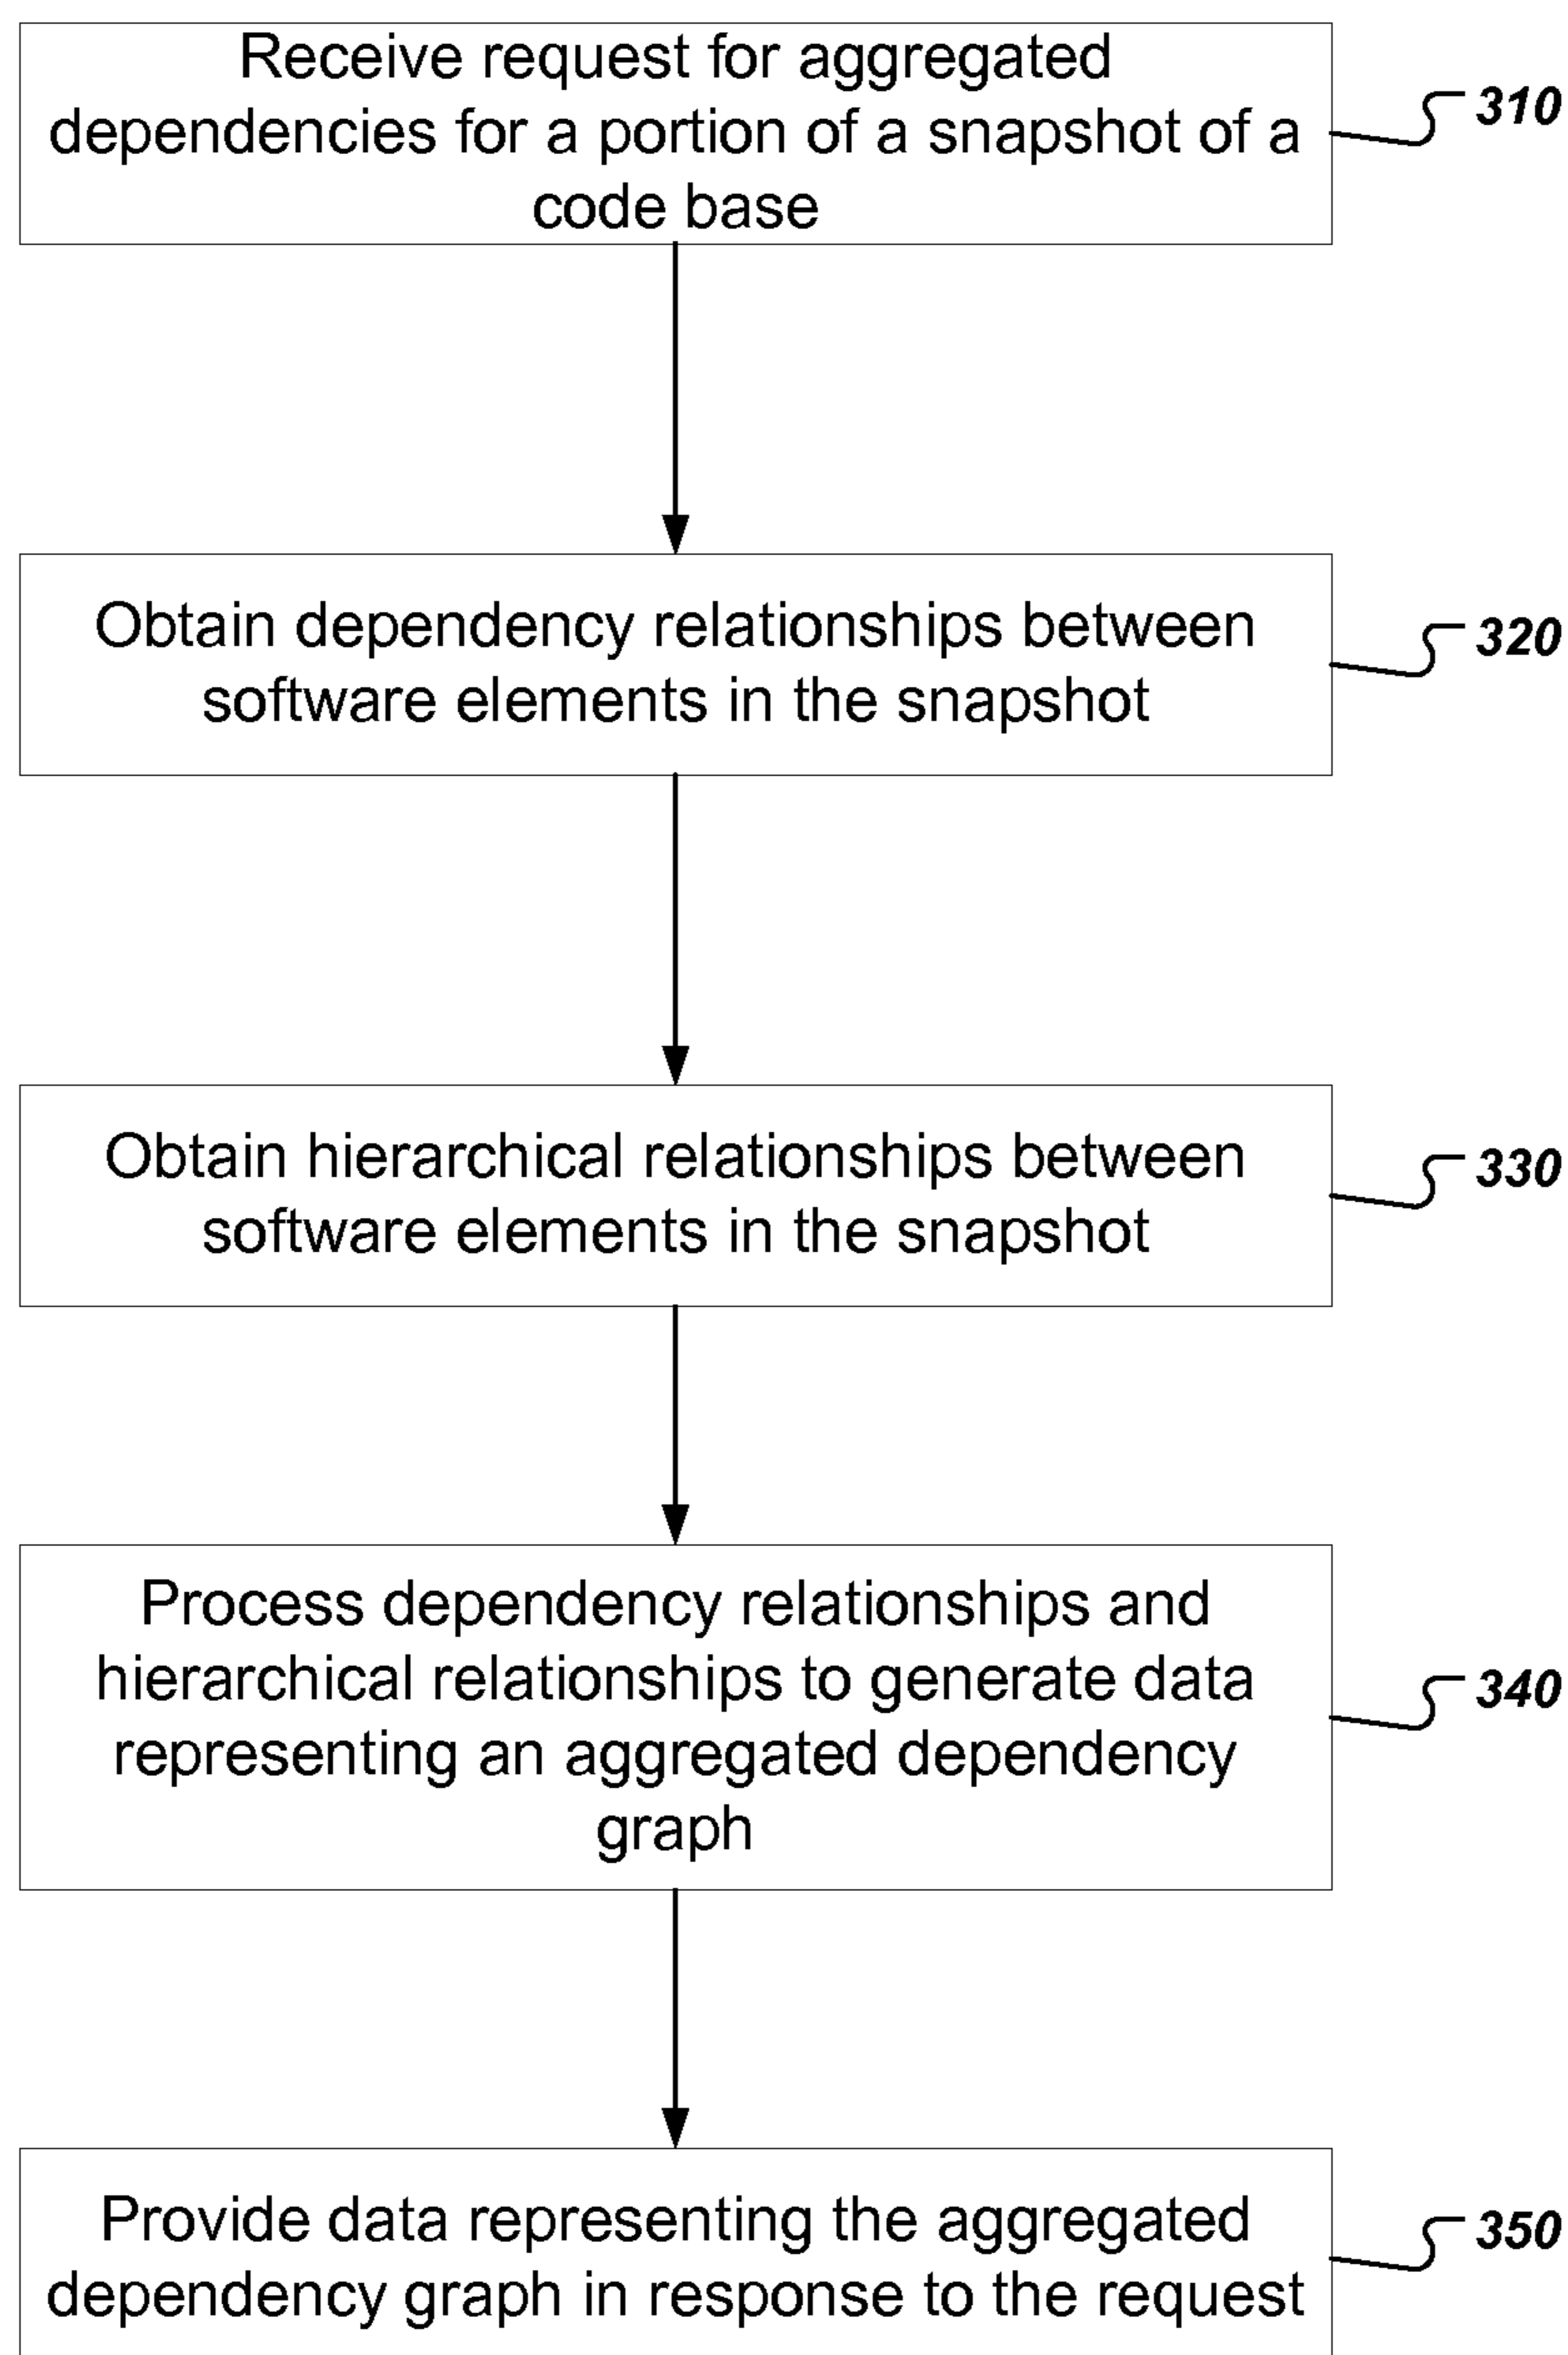 Receive request for aggregated
dependencies for a portion of a snapshot of a
code base
310
Obtain dependency relationships between
software elements in the snapshot
320
Obtain hierarchical relationships between
software elements in the snapshot
330
Process dependency relationships and
hierarchical relationships to generate data
representing an aggregated dependency
graph
340
Provide data representing the aggregated
dependency graph in response to the request
350